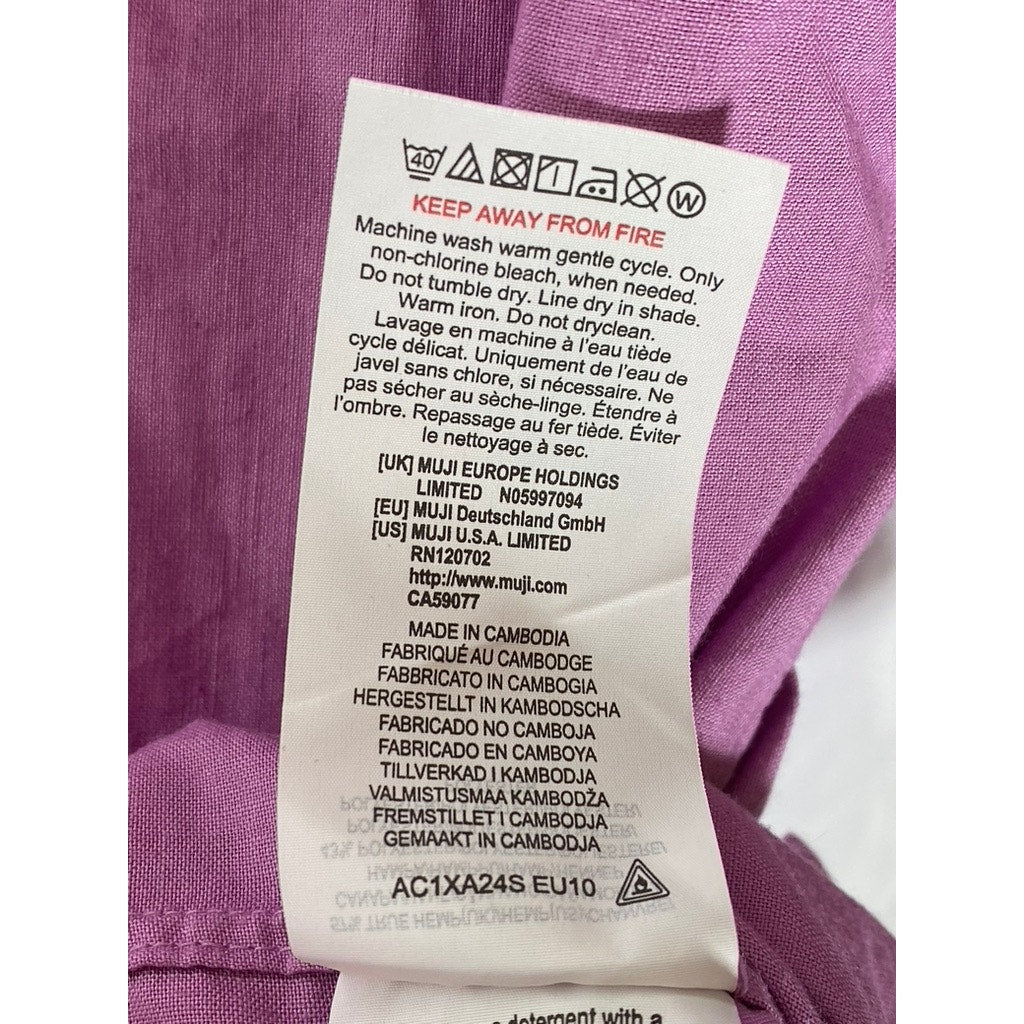 40 W
KEEP AWAY FROM FIRE
Machine wash warm gentle cycle. Only
non-chlorine bleach, when needed.
Do not tumble dry. Line dry in shade.
Warm iron. Do not dryclean.
Lavage en machine à l'eau tiède
cycle délicat. Uniquement de l'eau de
javel sans chlore, si nécessaire. Ne
pas sécher au sèche-linge. Étendre à
l'ombre. Repassage au fer tiède. Éviter
le nettoyage à sec.
[UK] MUJI EUROPE HOLDINGS
LIMITED N05997094
[EU] MUJI Deutschland GmbH
[US] MUJI U.S.A. LIMITED
RN120702
http://www.muji.com
CA59077
MADE IN CAMBODIA
FABRIQUÉ AU CAMBODGE
FABBRICATO IN CAMBOGIA
HERGESTELLT IN KAMBODSCHA
FABRICADO NO CAMBOJA
FABRICADO EN CAMBOYA
TILLVERKAD I KAMBODJA
VALMISTUSMAA KAMBODŽA
FREMSTILLET I CAMBODJA
GEMAAKT IN CAMBODJA
AC1XA24S EU10
detergent with a